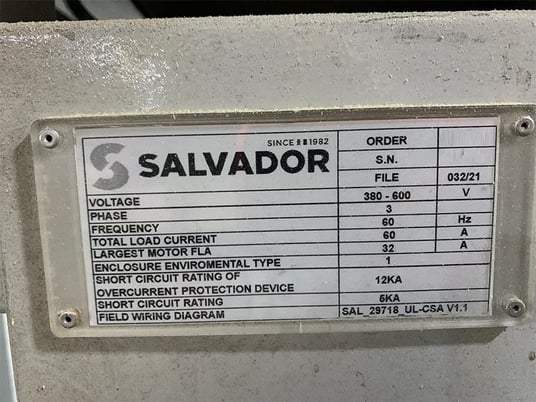 SINCE 1982
SALVADOR
ORDER
S.N.
FILE 032/21
VOLTAGE 380 - 600 V
PHASE 3
FREQUENCY 60 Hz
TOTAL LOAD CURRENT 60 A
LARGEST MOTOR FLA 32 A
ENCLOSURE ENVIROMENTAL TYPE 1
SHORT CIRCUIT RATING OF
OVERCURRENT PROTECTION DEVICE 12KA
SHORT CIRCUIT RATING 5KA
FIELD WIRING DIAGRAM SAL_29718_UL-CSA V1.1